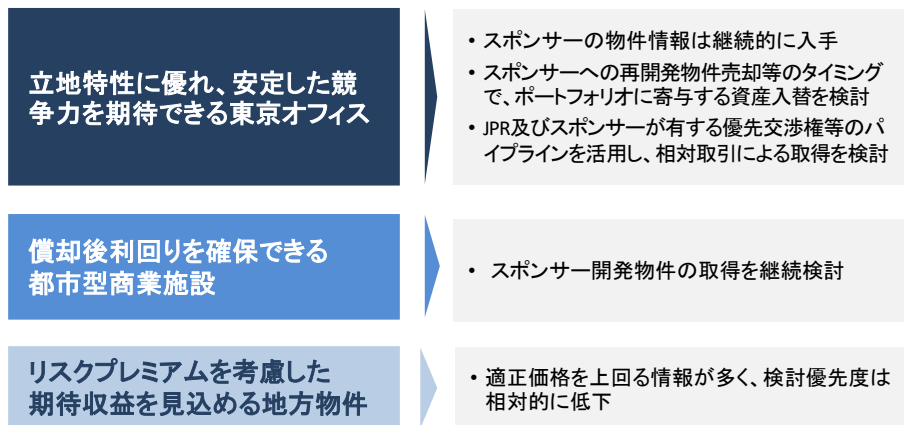 立地特性に優れ、安定した競
争力を期待できる東京オフィス
• スポンサーの物件情報は継続的に入手
• スポンサーへの再開発物件売却等のタイミング
で、ポートフォリオに寄与する資産入替を検討
• JPR及びスポンサーが有する優先交渉権等のパ
イプラインを活用し、相対取引による取得を検討
償却後利回りを確保できる
都市型商業施設
• スポンサー開発物件の取得を継続検討
リスクプレミアムを考慮した
期待収益を見込める地方物件
• 適正価格を上回る情報が多く、検討優先度は
相対的に低下